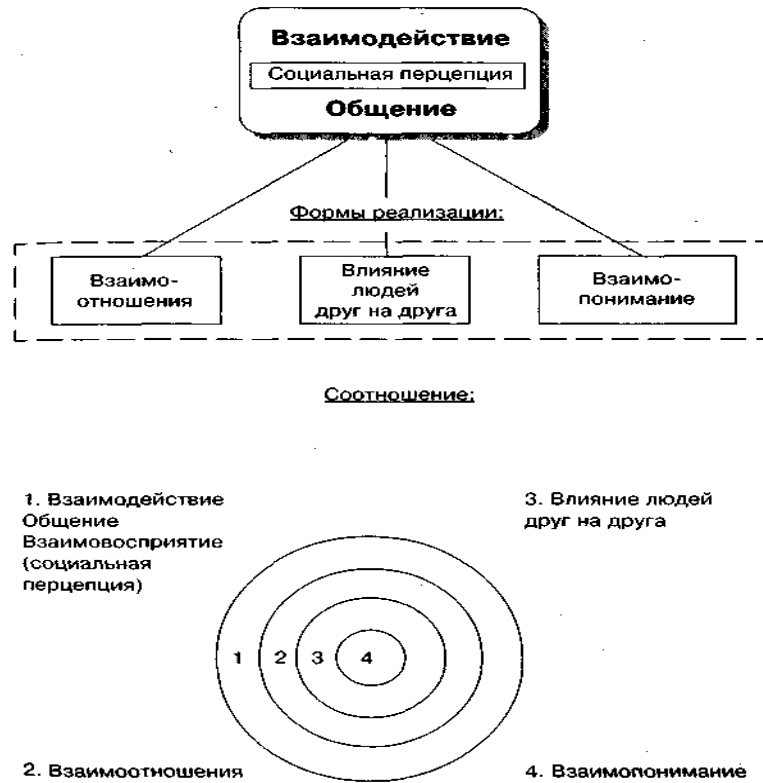 Взаимодействие
Социальная перцепция
Общение
Формы реализации:
Взаимо-
отношения
Влияние
людей
друг на друга
Взаимо-
понимание
Соотношение:
1. Взаимодействие
Общение
Взаимовосприятие
(социальная
перцепция)
3. Влияние людей
друг на друга
1 2 3 4
2. Взаимоотношения
4. Взаимопонимание